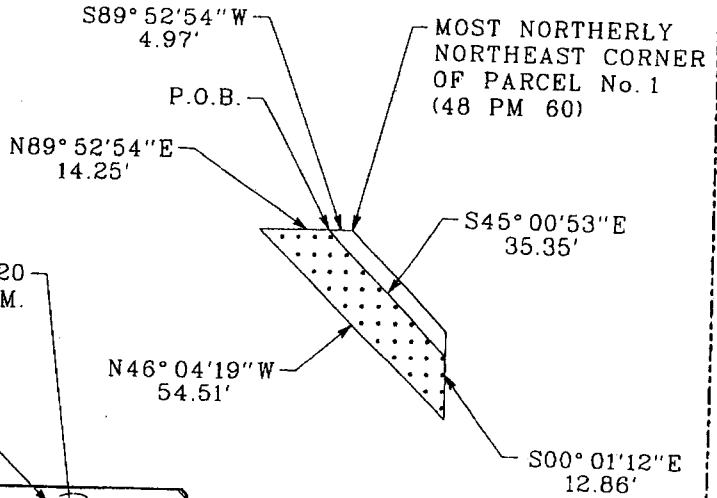 S89°52'54"W
4.97'
MOST NORTHERLY
NORTHEAST CORNER
OF PARCEL No. 1
(48 PM 60)
P.O.B.
N89°52'54"E
14.25'
S45°00'53"E
35.35'
20
M.
N46°04'19"W
54.51'
S00°01'12"E
12.86'